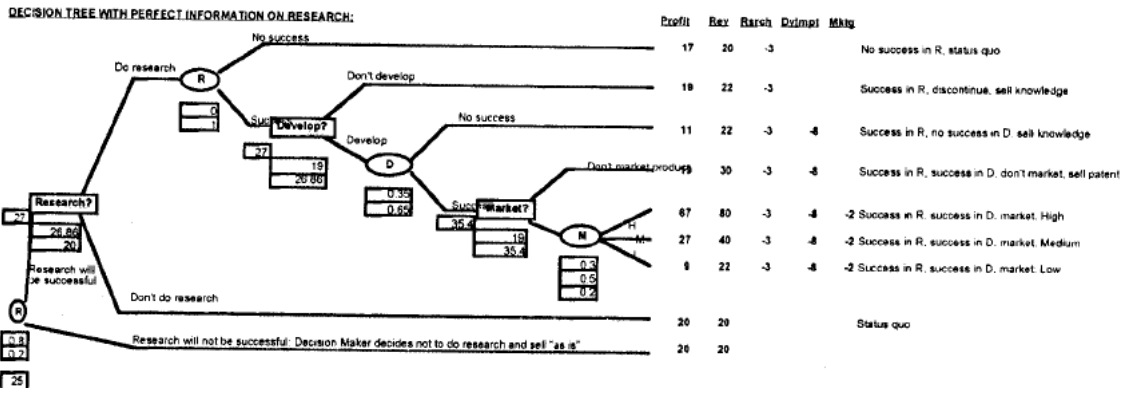 DECISION TREE WITH PERFECT INFORMATION ON RESEARCH:
Profit Rev Rsrch Dvlmpt Mktg
No success
17 20 -3 No success in R, status quo
Do research
R
Don't develop
19 22 -3 Success in R, discontinue, sell knowledge
0
1
Develop?
No success
11 22 -3 -8 Success in R, no success in D. sell knowledge
Develop
27
19
26.86
D
Don't market product
30 -3 -8 Success in R, success in D. don't market, sell patent
0.35
0.65
Research?
27
26.86
20
Market?
35.4
19
35.4
H
67 80 -3 -8 -2 Success in R. success in D. market. High
M
M
27 40 -3 -8 -2 Success in R, success in D. market. Medium
L
9 22 -3 -8 -2 Success in R, success in D. market. Low
0.3
0.5
0.2
Research will
be successful
Don't do research
20 20 Status quo
R
Research will not be successful: Decision Maker decides not to do research and sell "as is"
20 20
0.8
0.2
25